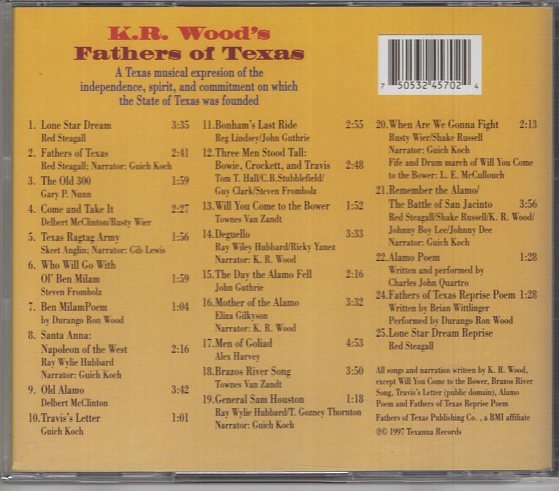 K.R. Wood's
Fathers of Texas
A Texas musical expresion of the
independence, spirit, and commitment on which
the State of Texas was founded
7 50532 45702 4
1. Lone Star Dream 3:35
Red Steagall
2. Fathers of Texas 2:41
Red Steagall; Narrator: Guich Koch
3. The Old 300 1:59
Gary P. Nunn
4. Come and Take It 2:27
Delbert McClinton/Rusty Wier
5. Texas Ragtag Army 1:56
Skeet Anglin; Narrator: Gib Lewis
6. Who Will Go With
Ol' Ben Milam 1:59
Steven Fromholz
7. Ben MilamPoem 1:04
by Durango Ron Wood
8. Santa Anna:
Napoleon of the West 2:16
Ray Wylie Hubbard
Narrator: Guich Koch
9. Old Alamo 3:42
Delbert McClinton
10. Travis's Letter 1:01
Guich Koch
11. Bonham's Last Ride 2:55
Reg Lindsey/John Guthrie
12. Three Men Stood Tall:
Bowie, Crockett, and Travis 2:48
Tom T. Hall/C.B.Stubblefield/
Guy Clark/Steven Fromholz
13. Will You Come to the Bower 1:52
Townes Van Zandt
14. Deguello 3:33
Ray Wiley Hubbard/Ricky Yanez
Narrator: K. R. Wood
15. The Day the Alamo Fell 2:16
John Guthrie
16. Mother of the Alamo 3:32
Eliza Gilkyson
Narrator: K. R. Wood
17. Men of Goliad 4:53
Alex Harvey
18. Brazos River Song 3:50
Townes Van Zandt
19. General Sam Houston 1:18
Ray Wylie Hubbard/T. Gozney Thornton
Narrator: Guich Koch
20. When Are We Gonna Fight 2:13
Rusty Wier/Shake Russell
Narrator: Guich Koch
Fife and Drum march of Will You Come
to the Bower: L. E. McCullouch
21. Remember the Alamo/
The Battle of San Jacinto 3:56
Red Steagall/Shake Russell/K. R. Wood/
Johnny Boy Lee/Johnny Dee
Narrator: Guich Koch
22. Alamo Poem 1:28
Written and performed by
Charles John Quartro
24. Fathers of Texas Reprise Poem 1:28
Written by Brian Wittlinger
Performed by Durango Ron Wood
25. Lone Star Dream Reprise
Red Steagall
All songs and narration writeen by K. R. Wood,
except Will You Come to the Bower, Brazos River
Song, Travis's Letter (public domain), Alamo
Poem and Fathers of Texas Reprise Poem
Fathers of Texas Publishing Co. , a BMI affiliate
℗© 1997 Texanna Records